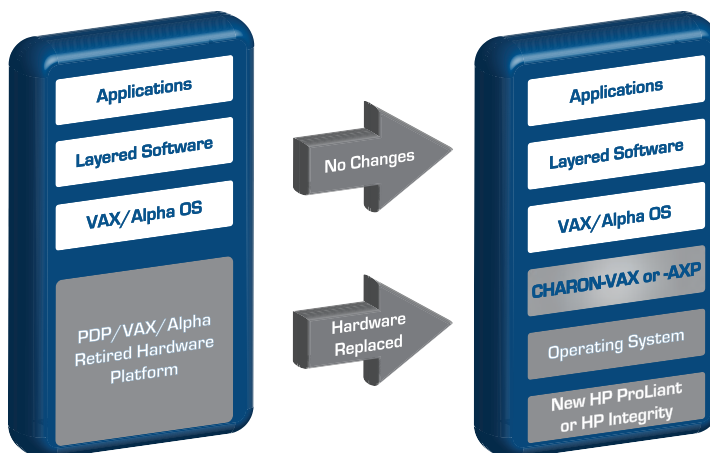 Applications
Layered Software
VAX/Alpha OS
PDP/VAX/Alpha
Retired Hardware
Platform
No Changes
Hardware
Replaced
Applications
Layered Software
VAX/Alpha OS
CHARON-VAX or -AXP
Operating System
New HP ProLiant
or HP Integrity